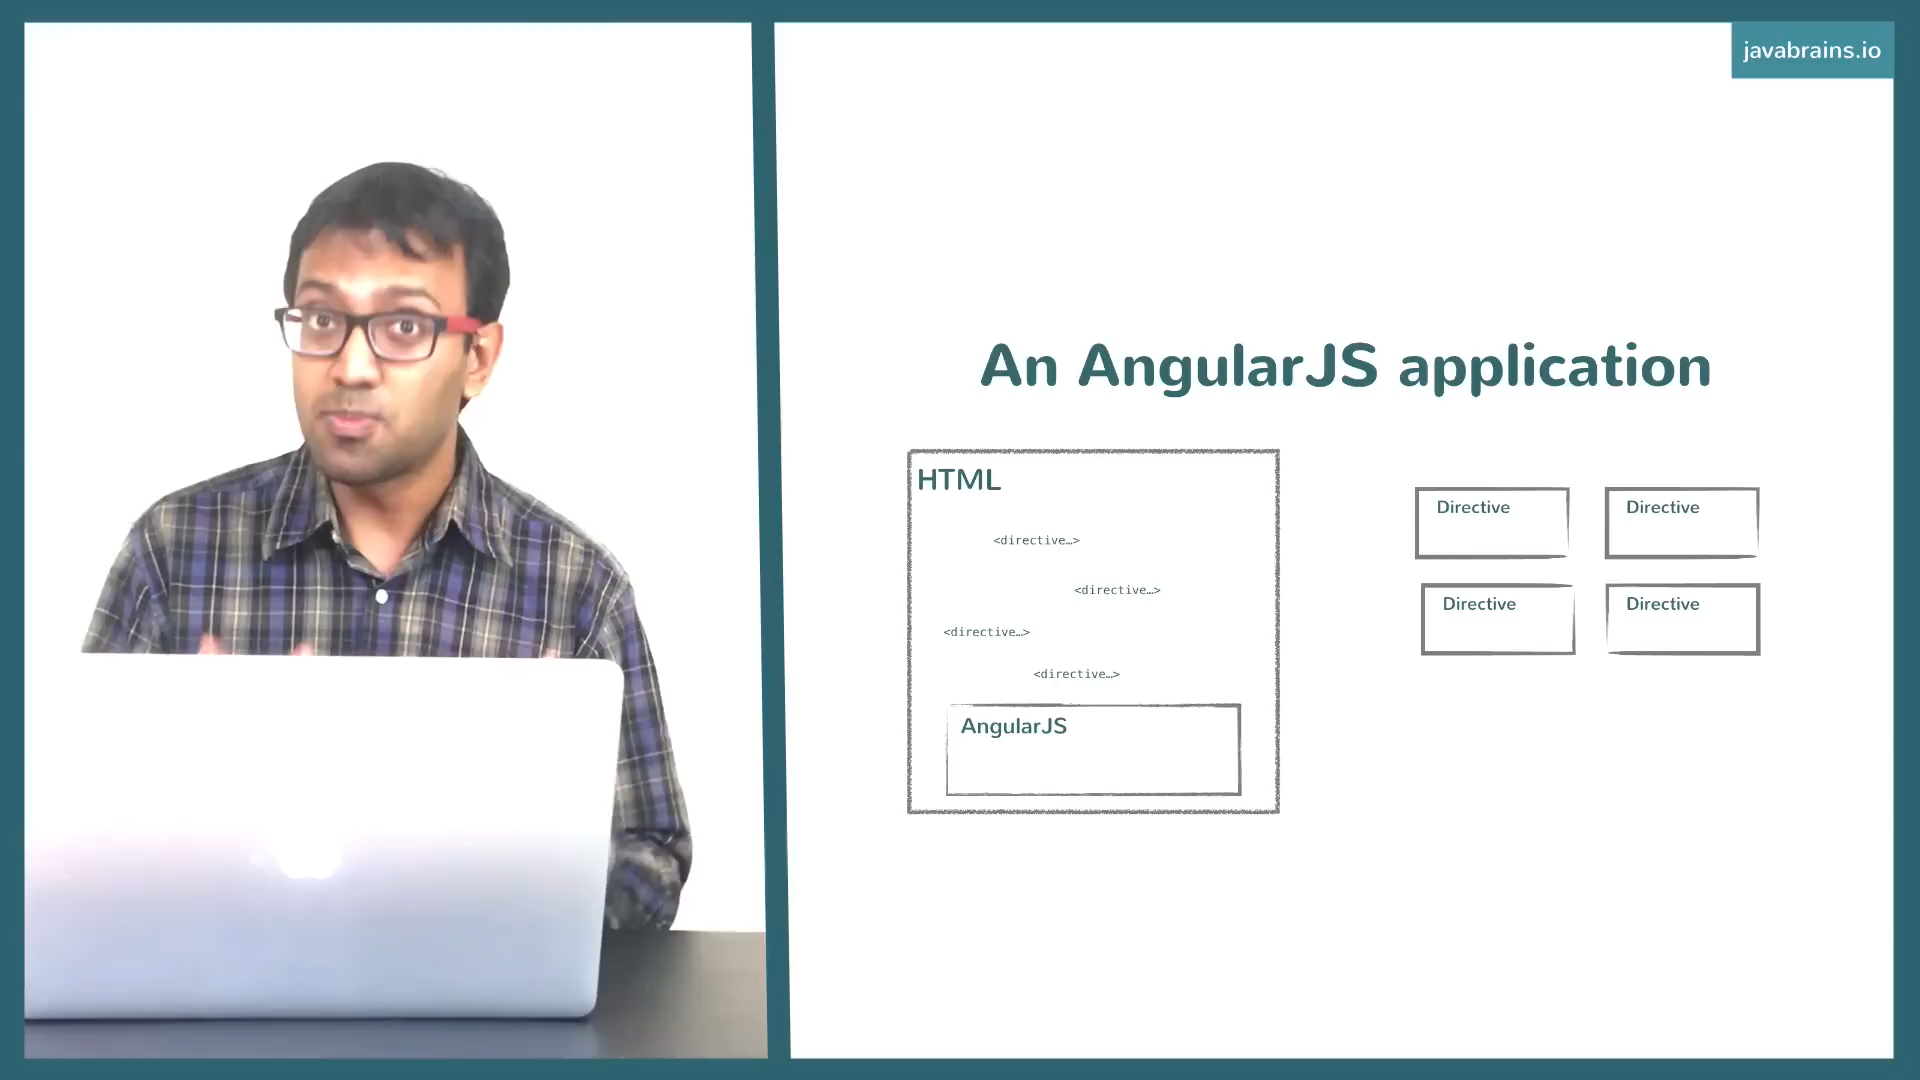 javabrains.io
An AngularJS application
HTML
<directive…>
<directive…>
<directive…>
<directive…>
AngularJS
Directive
Directive
Directive
Directive